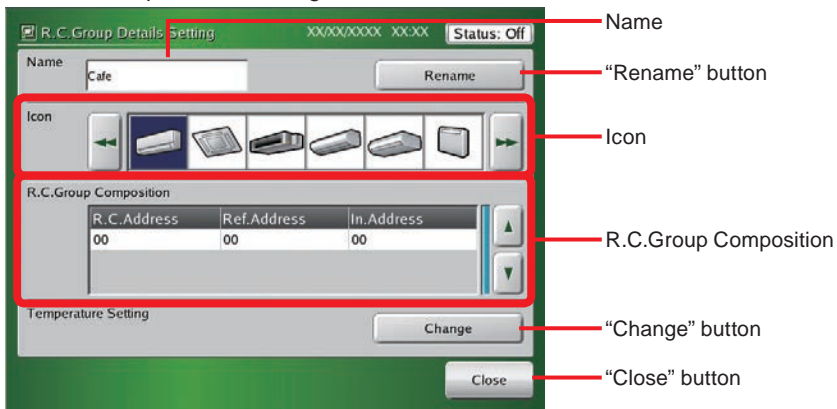 R.C.Group Details Setting XX/XX/XXXX XX:XX Status: Off
Name
Name Cafe Rename
“Rename” button
Icon
Icon
R.C.Group Composition
R.C.Address Ref.Address In.Address
00 00 00
R.C.Group Composition
Temperature Setting
Change
“Change” button
Close
“Close” button